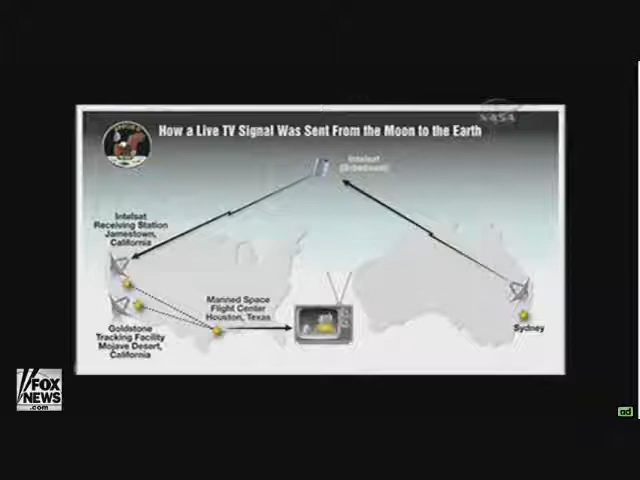 NASA
How a Live TV Signal Was Sent From the Moon to the Earth
Intelsat
Intelsat
Receiving Station
Jamestown,
California
Manned Space
Flight Center
Houston, Texas
Goldstone
Tracking Facility
Mojave Desert,
California
Sydney
FOX
NEWS
.com
ad